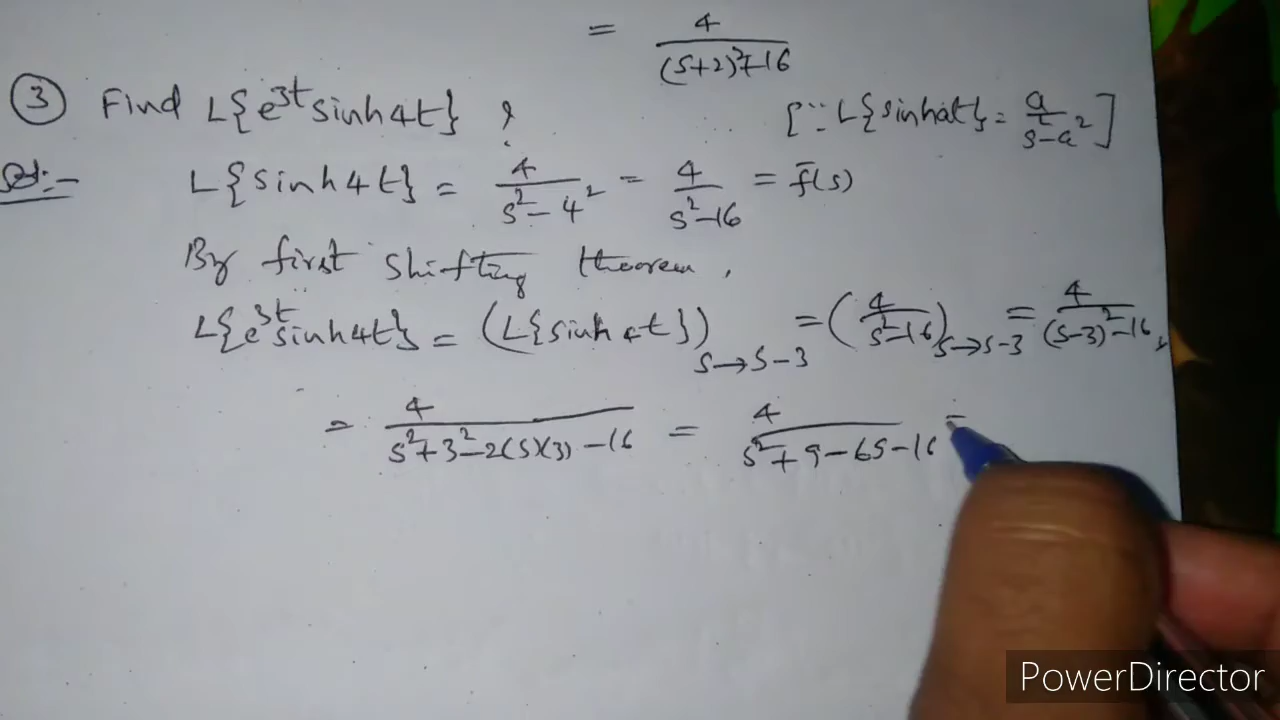 = 4/((s+2)²+16)
③ Find L{e^3t sinh4t} ?
[∵ L{sinhat} = a/(s²-a²)]
Sol:- L{sinh4t} = 4/(s²-4²) = 4/(s²-16) = f̄(s)
By first shifting theorem,
L{e^3t sinh4t} = (L{sinh4t})_{s→s-3} = (4/(s²-16))_{s→s-3} = 4/((s-3)²-16),
= 4/(s²+3²-2(s)(3)-16) = 4/(s²+9-6s-16) =
PowerDirector